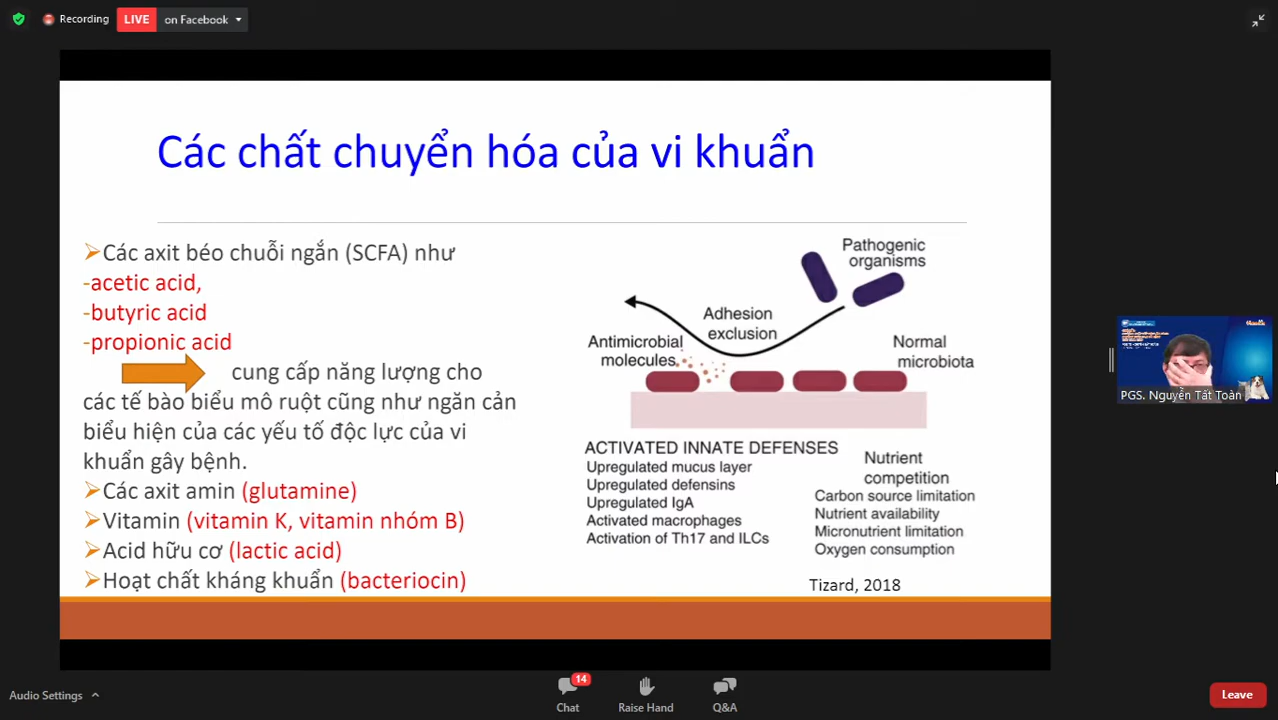 Recording
LIVE
on Facebook
Các chất chuyển hóa của vi khuẩn
Các axit béo chuỗi ngắn (SCFA) như
-acetic acid,
-butyric acid
-propionic acid
cung cấp năng lượng cho
các tế bào biểu mô ruột cũng như ngăn cản
biểu hiện của các yếu tố độc lực của vi
khuẩn gây bệnh.
Các axit amin (glutamine)
Vitamin (vitamin K, vitamin nhóm B)
Acid hữu cơ (lactic acid)
Hoạt chất kháng khuẩn (bacteriocin)
Pathogenic
organisms
Adhesion
exclusion
Antimicrobial
molecules
Normal
microbiota
ACTIVATED INNATE DEFENSES
Upregulated mucus layer
Upregulated defensins
Upregulated IgA
Activated macrophages
Activation of Th17 and ILCs
Nutrient
competition
Carbon source limitation
Nutrient availability
Micronutrient limitation
Oxygen consumption
Tizard, 2018
PGS. Nguyễn Tất Toàn
Audio Settings
14
Chat
Raise Hand
Q&A
Leave